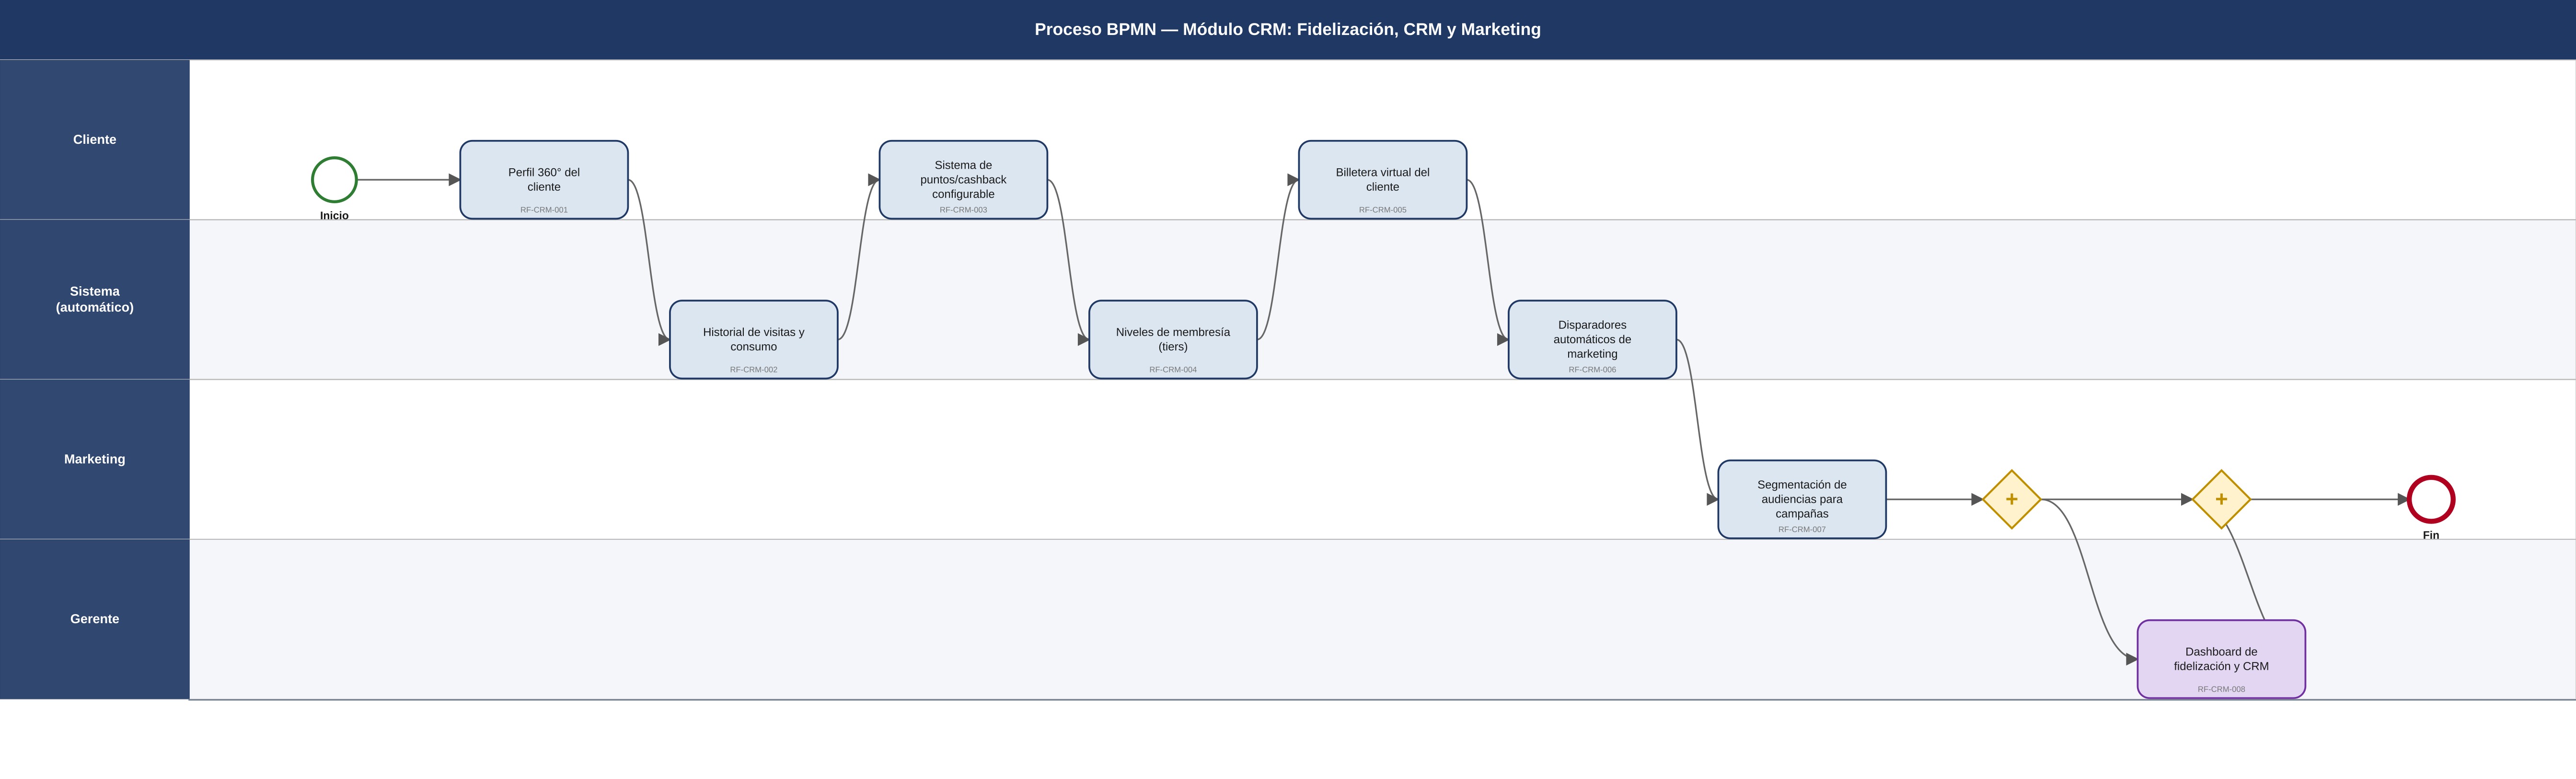 Proceso BPMN — Módulo CRM: Fidelización, CRM y Marketing
Cliente
Inicio
Perfil 360° del
cliente
RF-CRM-001
Sistema de
puntos/cashback
configurable
RF-CRM-003
Billetera virtual del
cliente
RF-CRM-005
Sistema
(automático)
Historial de visitas y
consumo
RF-CRM-002
Niveles de membresía
(tiers)
RF-CRM-004
Disparadores
automáticos de
marketing
RF-CRM-006
Marketing
Segmentación de
audiencias para
campañas
RF-CRM-007
+
+
Fin
Gerente
Dashboard de
fidelización y CRM
RF-CRM-008